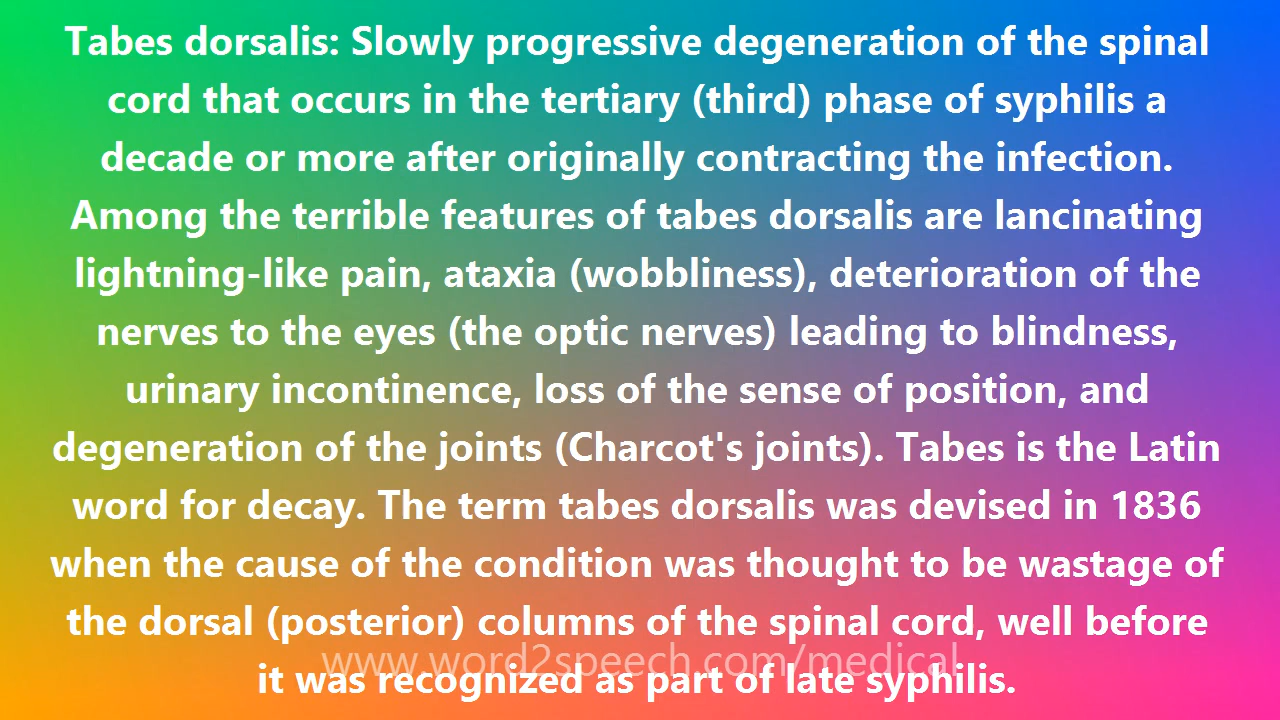 Tabes dorsalis: Slowly progressive degeneration of the spinal
cord that occurs in the tertiary (third) phase of syphilis a
decade or more after originally contracting the infection.
Among the terrible features of tabes dorsalis are lancinating
lightning-like pain, ataxia (wobbliness), deterioration of the
nerves to the eyes (the optic nerves) leading to blindness,
urinary incontinence, loss of the sense of position, and
degeneration of the joints (Charcot's joints). Tabes is the Latin
word for decay. The term tabes dorsalis was devised in 1836
when the cause of the condition was thought to be wastage of
the dorsal (posterior) columns of the spinal cord, well before
www.word2speech.com/medical
it was recognized as part of late syphilis.